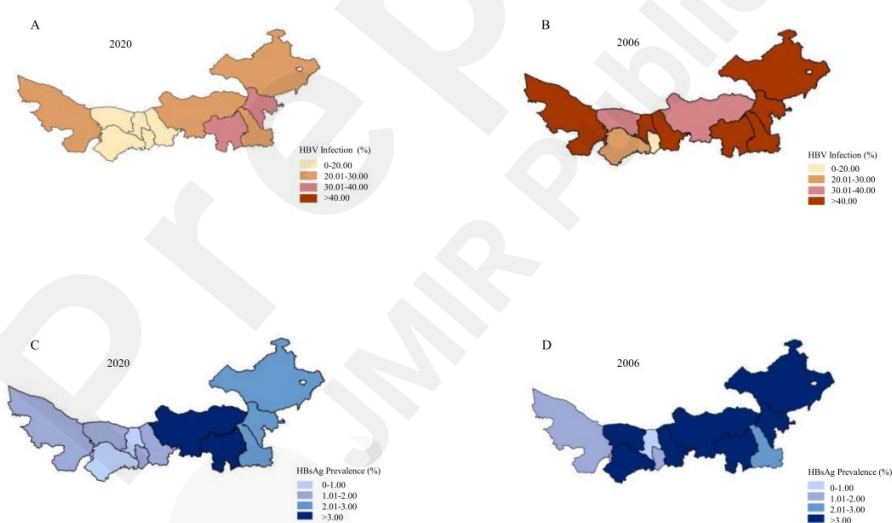 A
2020
HBV Infection (%)
0-20.00
20.01-30.00
30.01-40.00
>40.00
B
2006
HBV Infection (%)
0-20.00
20.01-30.00
30.01-40.00
>40.00
C
2020
HBsAg Prevalence (%)
0-1.00
1.01-2.00
2.01-3.00
>3.00
D
2006
HBsAg Prevalence (%)
0-1.00
1.01-2.00
2.01-3.00
>3.00
Prep
JMIR Public